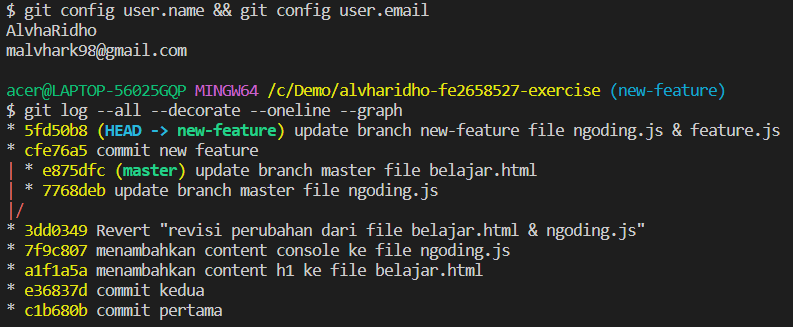 $ git config user.name && git config user.email
AlvhaRidho
malvhark98@gmail.com
acer@LAPTOP-56025GQP MINGW64 /c/Demo/alvharidho-fe2658527-exercise (new-feature)
$ git log --all --decorate --oneline --graph
* 5fd50b8 (HEAD -> new-feature) update branch new-feature file ngoding.js & feature.js
* cfe76a5 commit new feature
| * e875dfc (master) update branch master file belajar.html
| * 7768deb update branch master file ngoding.js
|/
* 3dd0349 Revert "revisi perubahan dari file belajar.html & ngoding.js"
* 7f9c807 menambahkan content console ke file ngoding.js
* a1f1a5a menambahkan content h1 ke file belajar.html
* e36837d commit kedua
* c1b680b commit pertama